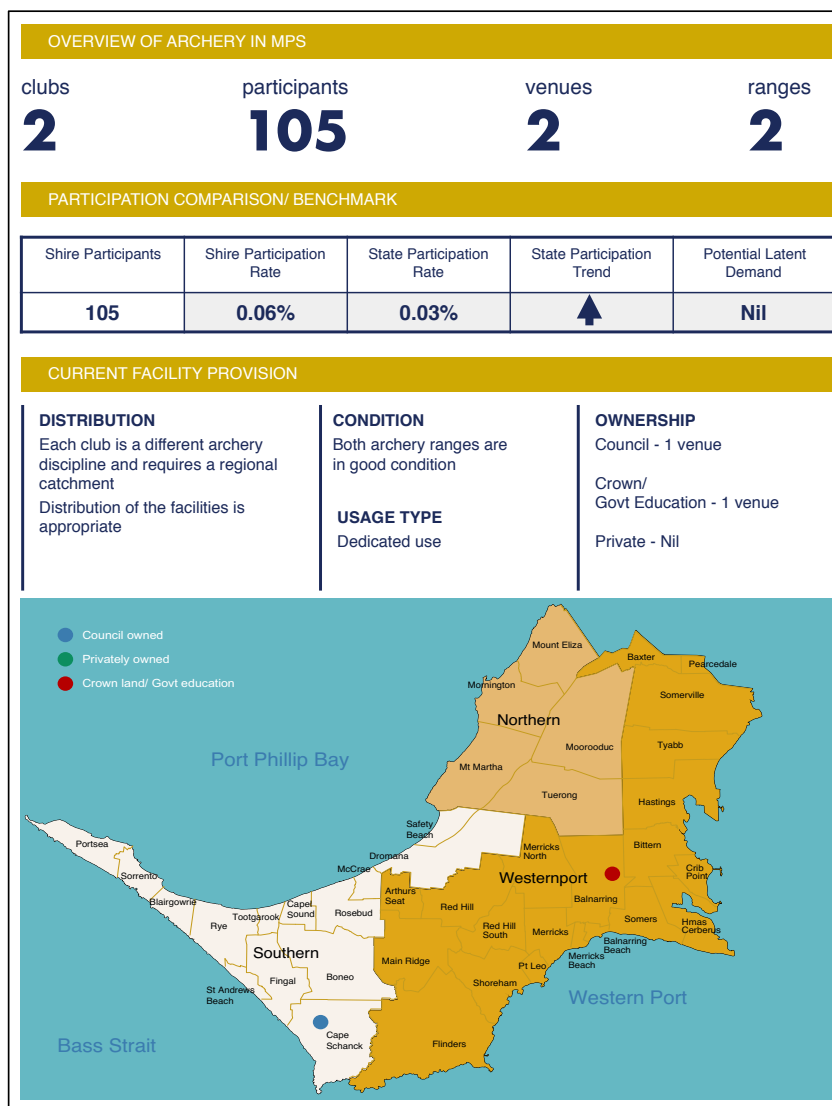 OVERVIEW OF ARCHERY IN MPS
clubs
participants
venues
ranges
2
105
2
2
PARTICIPATION COMPARISON/ BENCHMARK
Shire Participants
Shire Participation
Rate
State Participation
Rate
State Participation
Trend
Potential Latent
Demand
105
0.06%
0.03%
Nil
CURRENT FACILITY PROVISION
DISTRIBUTION
Each club is a different archery
discipline and requires a regional
catchment
Distribution of the facilities is
appropriate
CONDITION
Both archery ranges are
in good condition
USAGE TYPE
Dedicated use
OWNERSHIP
Council - 1 venue
Crown/
Govt Education - 1 venue
Private - Nil
Council owned
Privately owned
Crown land/ Govt education
Mount Eliza
Baxter
Pearcedale
Mornington
Somerville
Northern
Moorooduc
Tyabb
Port Phillip Bay
Mt Martha
Tuerong
Hastings
Safety
Beach
Portsea
Dromana
Merricks
North
Bittern
Sorrento
McCrae
Westernport
Crib
Point
Blairgowrie
Arthurs
Seat
Balnarring
Capel
Sound
Rosebud
Red Hill
Tootgarook
Rye
Red Hill
South
Merricks
Somers
Hmas
Cerberus
Southern
Balnarring
Beach
Merricks
Beach
Main Ridge
Pt Leo
Fingal
Boneo
Shoreham
St Andrews
Beach
Western Port
Cape
Schanck
Bass Strait
Flinders